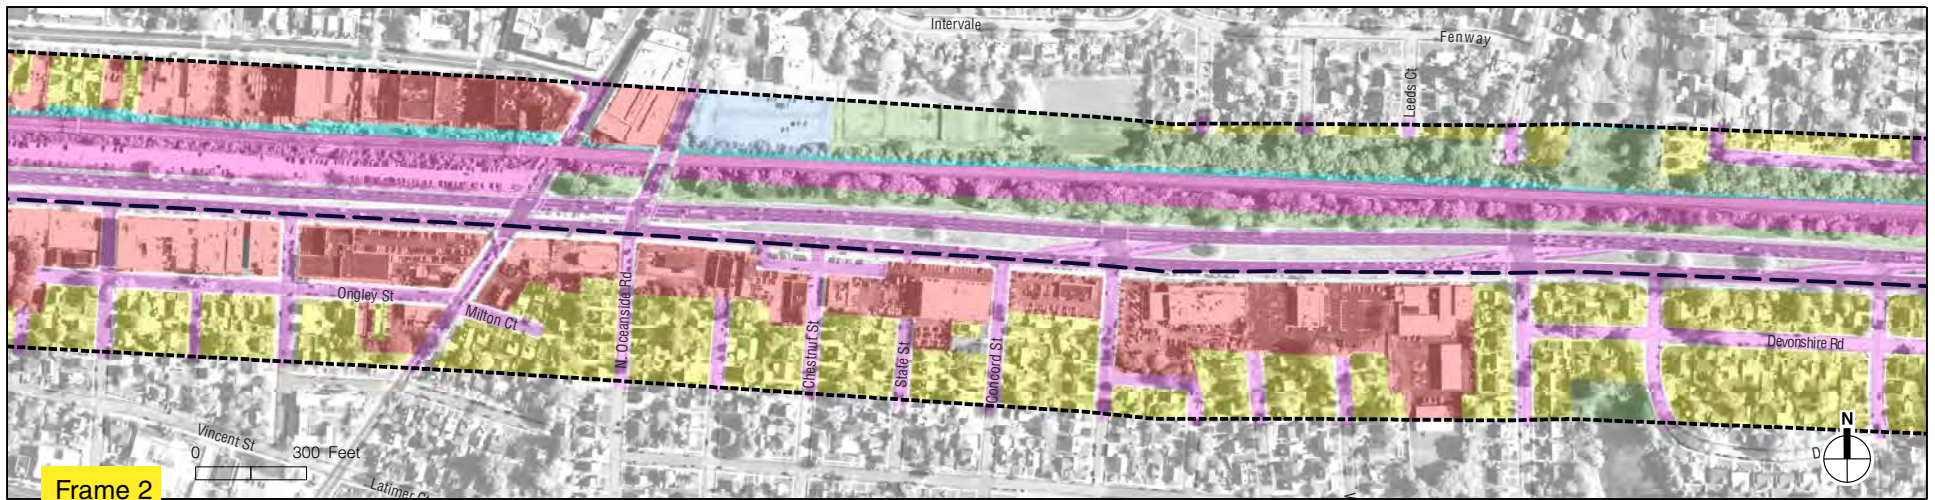 Intervale
Fenway
Leeds Ct
Ongley St
Milton Ct
N. Oceanside Rd
Chestnut St
State St
Concord St
Devonshire Rd
Vincent St
0 300 Feet
N
D
Frame 2